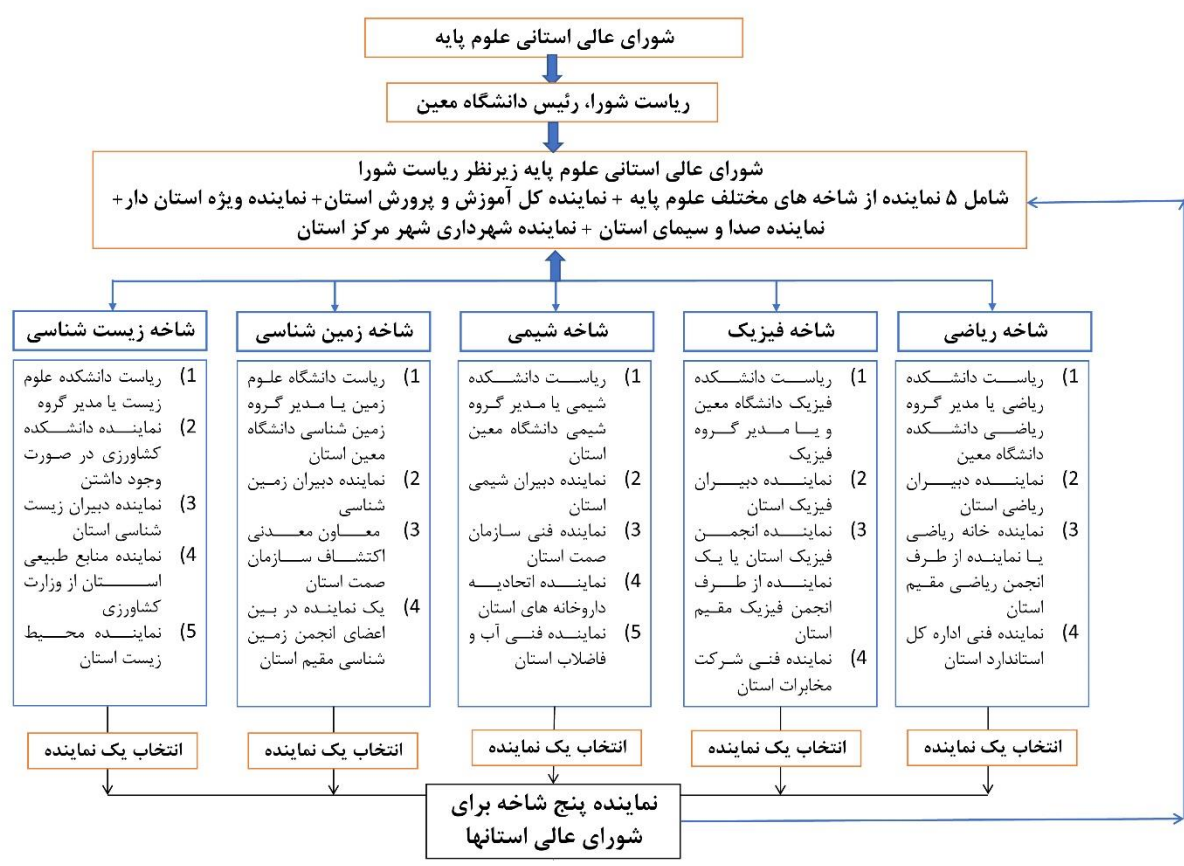 شورای عالی استانی علوم پایه
ریاست شورا، رئیس دانشگاه معین
شورای عالی استانی علوم پایه زیرنظر ریاست شورا
شامل ۵ نماینده از شاخه های مختلف علوم پایه + نماینده کل آموزش و پرورش استان+ نماینده ویژه استان دار+
نماینده صدا و سیمای استان + نماینده شهرداری شهر مرکز استان
شاخه ریاضی
1) ریاست دانشکده
ریاضی یا مدیر گروه
ریاضی دانشکده
دانشگاه معین
2) نماینده دبیران
ریاضی استان
3) نماینده خانه ریاضی
یا نماینده از طرف
انجمن ریاضی مقیم
استان
4) نماینده فنی اداره کل
استاندارد استان
شاخه فیزیک
1) ریاست دانشکده
فیزیک دانشگاه معین
و یا مدیر گروه
فیزیک
2) نماینده دبیران
فیزیک استان
3) نماینده انجمن
فیزیک استان یا یک
نماینده از طرف
انجمن فیزیک مقیم
استان
4) نماینده فنی شرکت
مخابرات استان
شاخه شیمی
1) ریاست دانشکده
شیمی یا مدیر گروه
شیمی دانشگاه معین
استان
2) نماینده دبیران شیمی
استان
3) نماینده فنی سازمان
صمت استان
4) نماینده اتحادیه
داروخانه های استان
5) نماینده فنی آب و
فاضلاب استان
شاخه زمین شناسی
1) ریاست دانشگاه علوم
زمین یا مدیر گروه
زمین شناسی دانشگاه
معین استان
2) نماینده دبیران زمین
شناسی
3) معاون معدنی
اکتشاف سازمان
صمت استان
4) یک نماینده در بین
اعضای انجمن زمین
شناسی مقیم استان
شاخه زیست شناسی
1) ریاست دانشکده علوم
زیست یا مدیر گروه
2) نماینده دانشکده
کشاورزی در صورت
وجود داشتن
3) نماینده دبیران زیست
شناسی استان
4) نماینده منابع طبیعی
استان از وزارت
کشاورزی
5) نماینده محیط
زیست استان
انتخاب یک نماینده
انتخاب یک نماینده
انتخاب یک نماینده
انتخاب یک نماینده
انتخاب یک نماینده
نماینده پنج شاخه برای
شورای عالی استانها